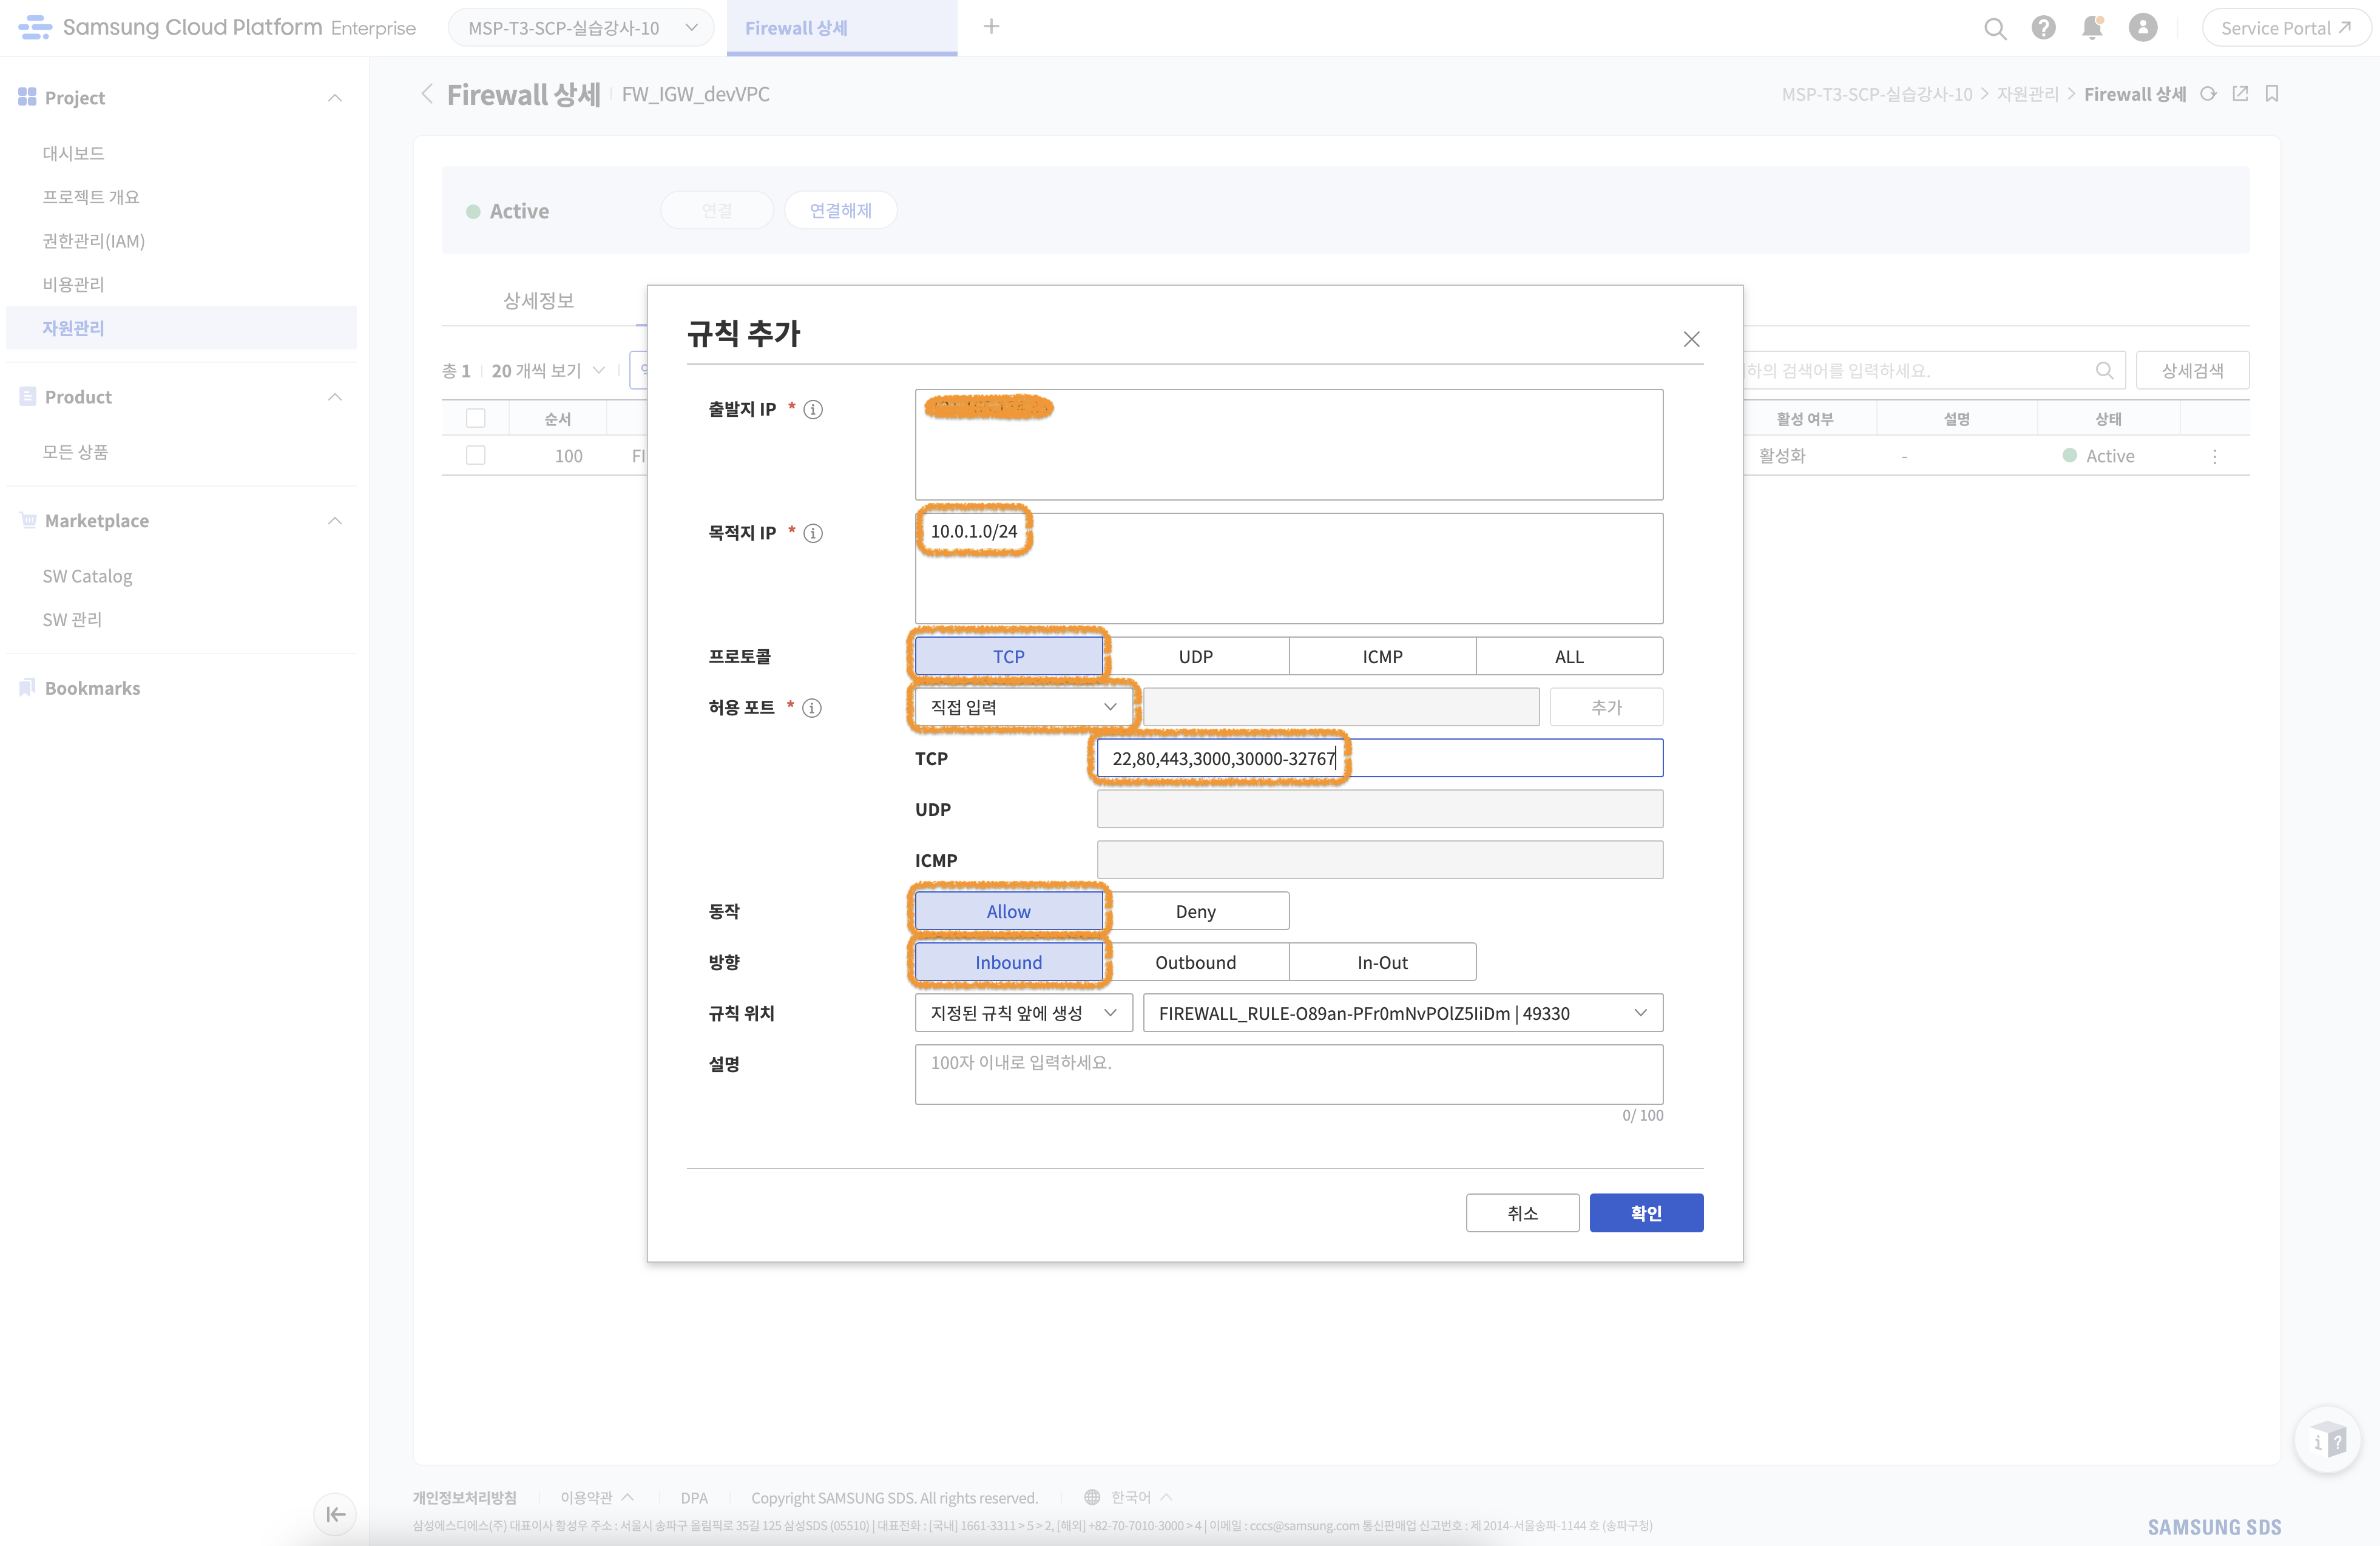 Samsung Cloud Platform Enterprise
MSP-T3-SCP-실습강사-10
Firewall 상세
Service Portal
Project
대시보드
프로젝트 개요
권한관리(IAM)
비용관리
자원관리
Product
모든 상품
Marketplace
SW Catalog
SW 관리
Bookmarks
Firewall 상세 FW_IGW_devVPC
MSP-T3-SCP-실습강사-10 > 자원관리 > Firewall 상세
Active 연결 연결해제
상세정보
총 1 20 개씩 보기
하의 검색어를 입력하세요. 상세검색
순서 활성 여부 설명 상태
100 FI 활성화 - Active
규칙 추가
출발지 IP *
목적지 IP * 10.0.1.0/24
프로토콜 TCP UDP ICMP ALL
허용 포트 * 직접 입력 추가
TCP 22,80,443,3000,30000-32767
UDP
ICMP
동작 Allow Deny
방향 Inbound Outbound In-Out
규칙 위치 지정된 규칙 앞에 생성 FIREWALL_RULE-O89an-PFr0mNvPOlZ5IiDm | 49330
설명 100자 이내로 입력하세요.
0/ 100
취소 확인
개인정보처리방침 이용약관 DPA Copyright SAMSUNG SDS. All rights reserved. 한국어
삼성에스디에스(주) 대표이사 황성우 주소 : 서울시 송파구 올림픽로 35길 125 삼성SDS (05510) | 대표전화 : [국내] 1661-3311 > 5 > 2, [해외] +82-70-7010-3000 > 4 | 이메일 : cccs@samsung.com 통신판매업 신고번호 : 제 2014-서울송파-1144 호 (송파구청)
SAMSUNG SDS